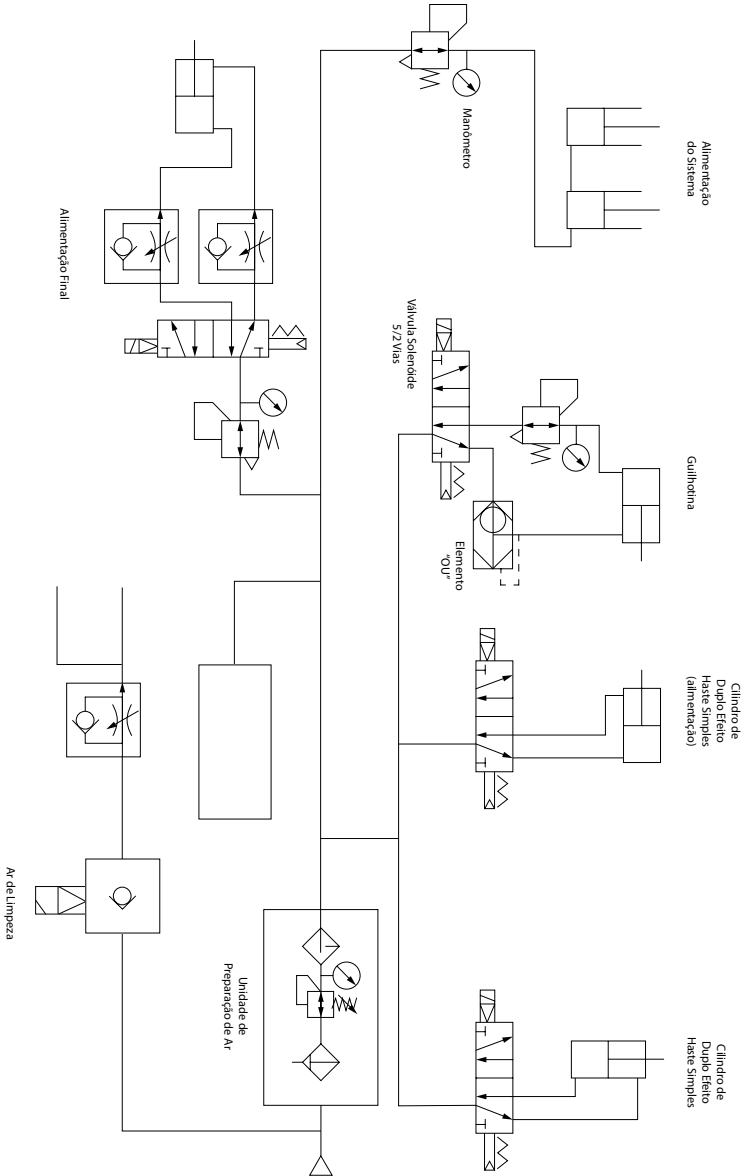 Alimentação
do Sistema
Guilhotina
Cilindro de
Duplo Efeito
Haste Simples
(ailmentação)
Cilindro de
Duplo Efeito
Haste Simples
Manômetro
Elemento
"OU"
Válvula Solenóide
5/2 Vias
Unidade de
Preparação de Ar
Alimentação Final
Ar de Limpeza